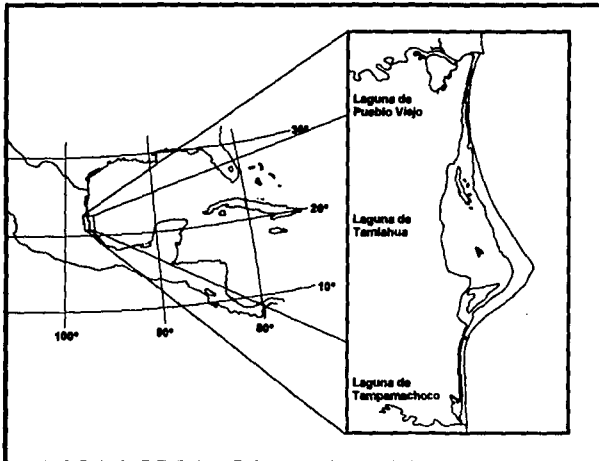 Laguna de
Pueblo Viejo
30°
20°
Laguna de
Tamiahua
10°
100°
90°
80°
Laguna de
Tampamachoco